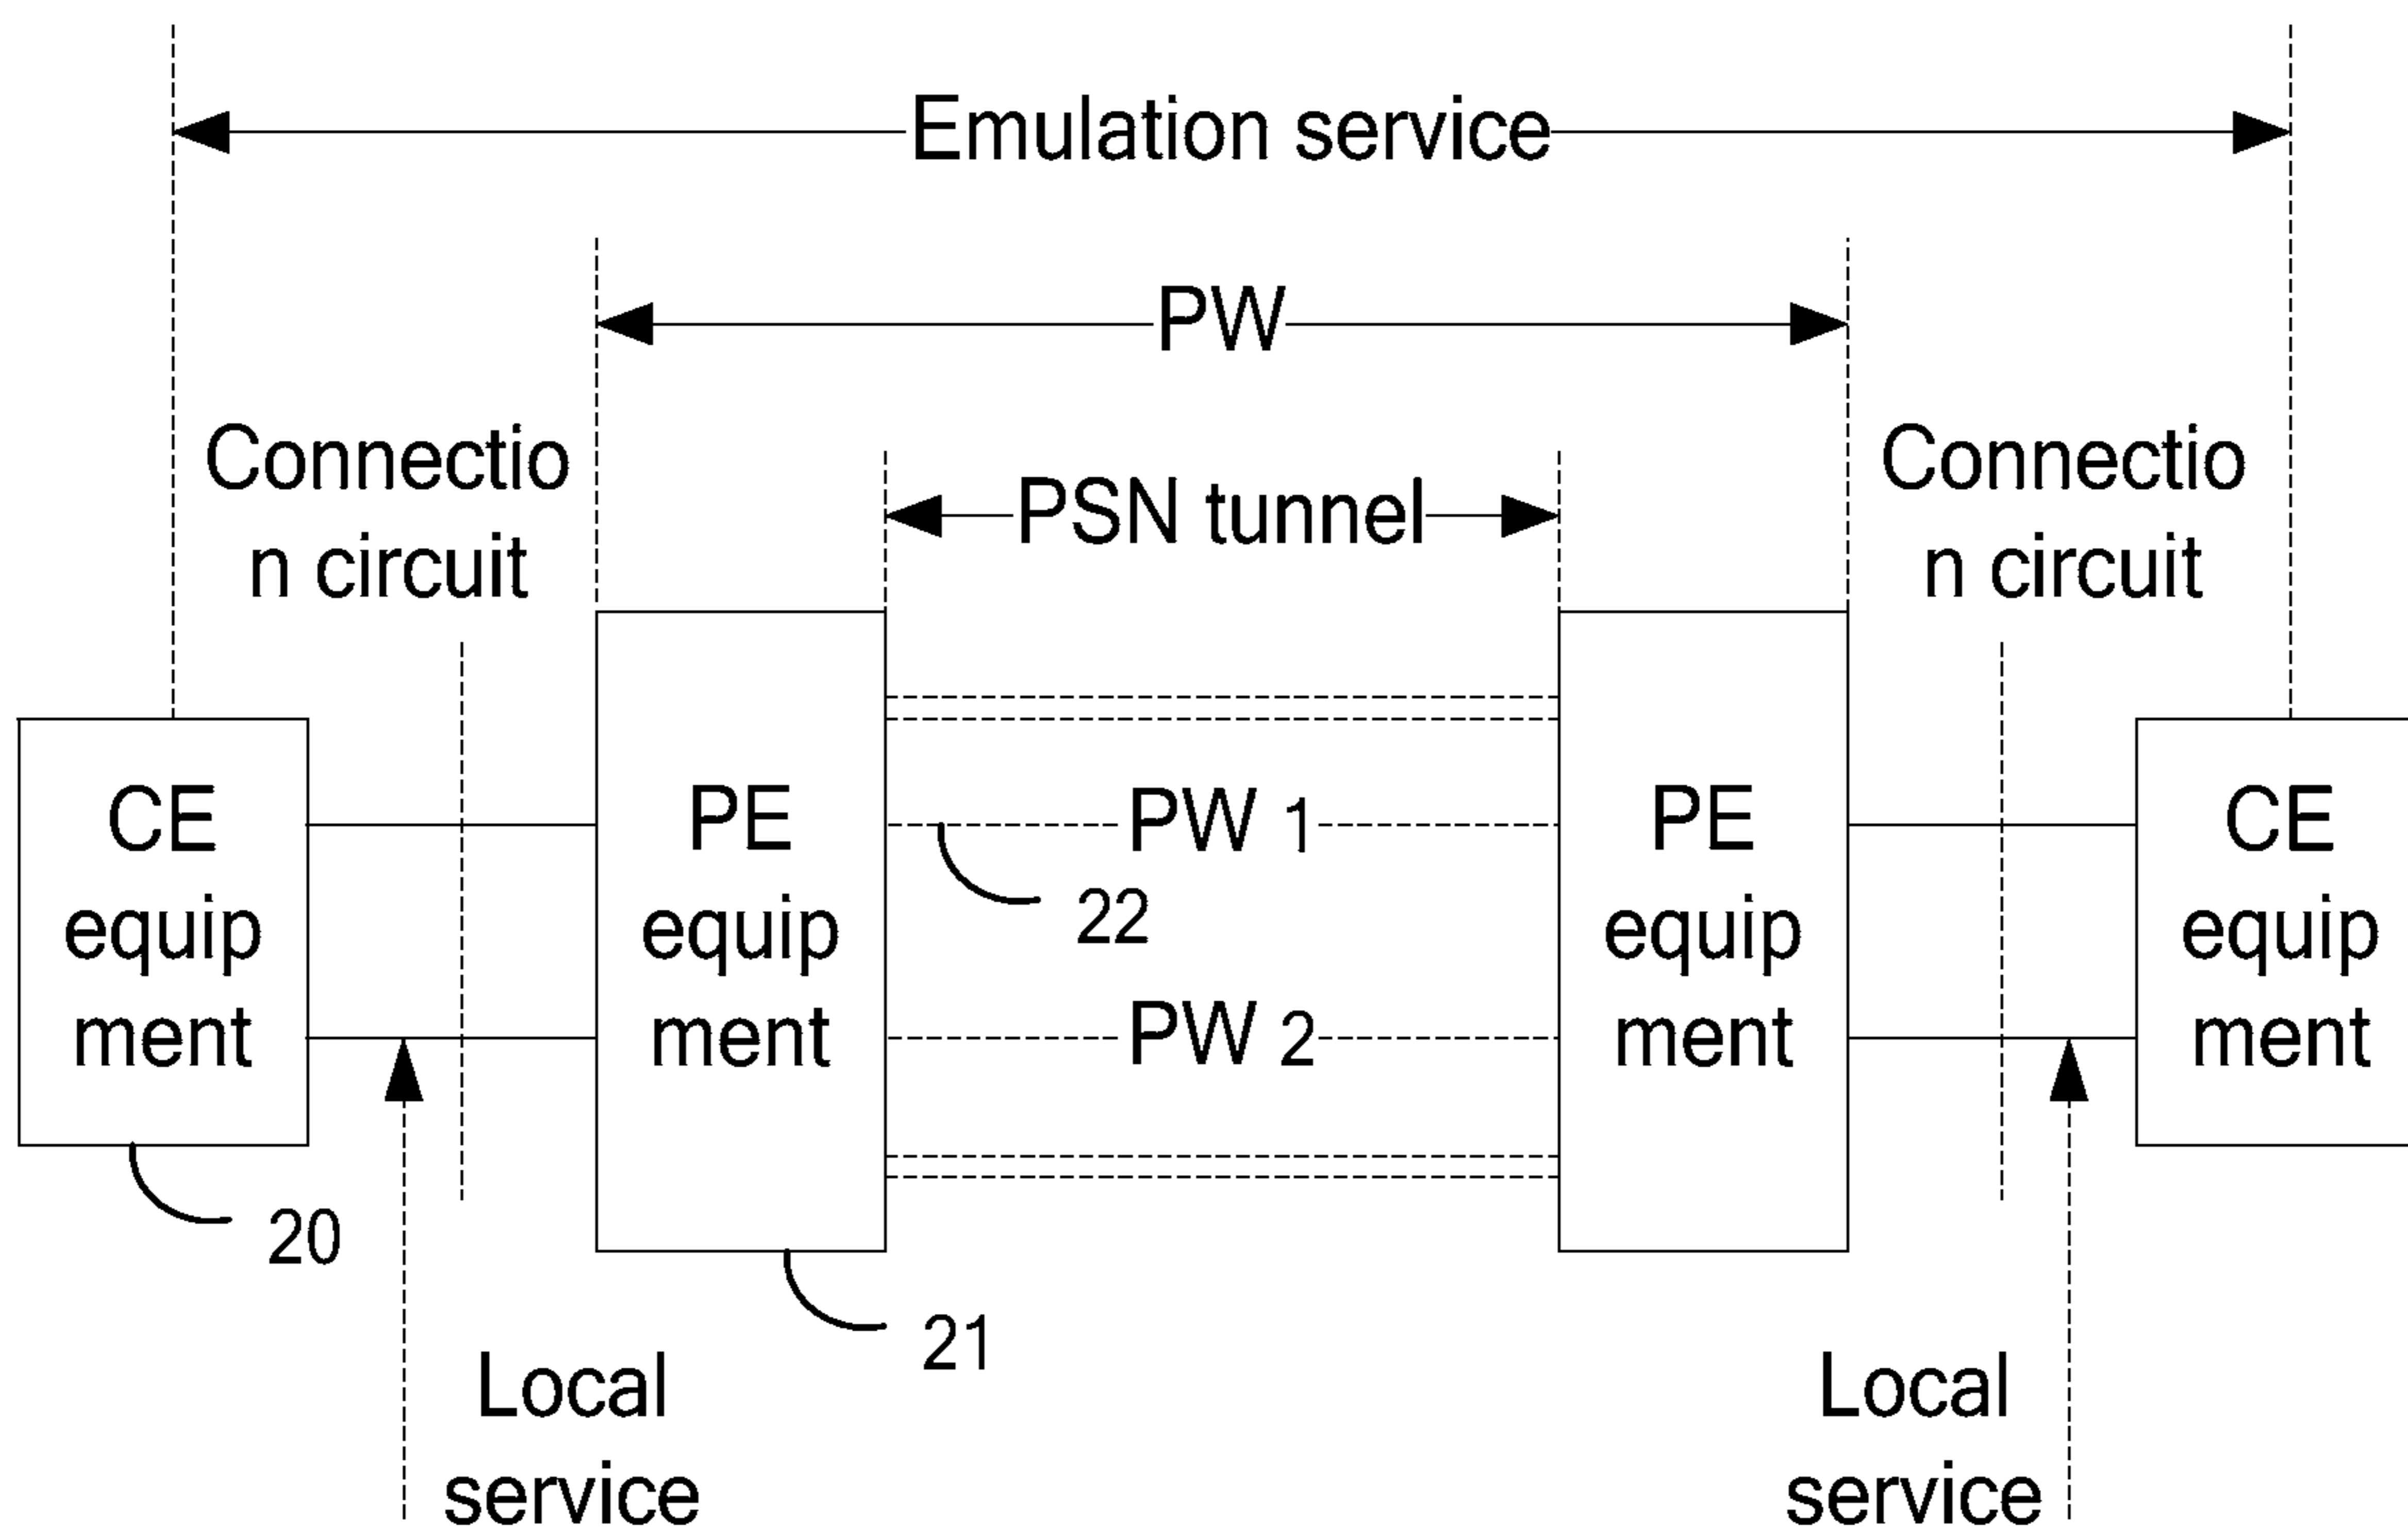 Emulation service
PW
Connectio
n circuit
PSN tunnel
Connectio
n circuit
CE
equip
ment
PE
equip
ment
PW 1
22
PW 2
PE
equip
ment
CE
equip
ment
20
21
Local
service
Local
service